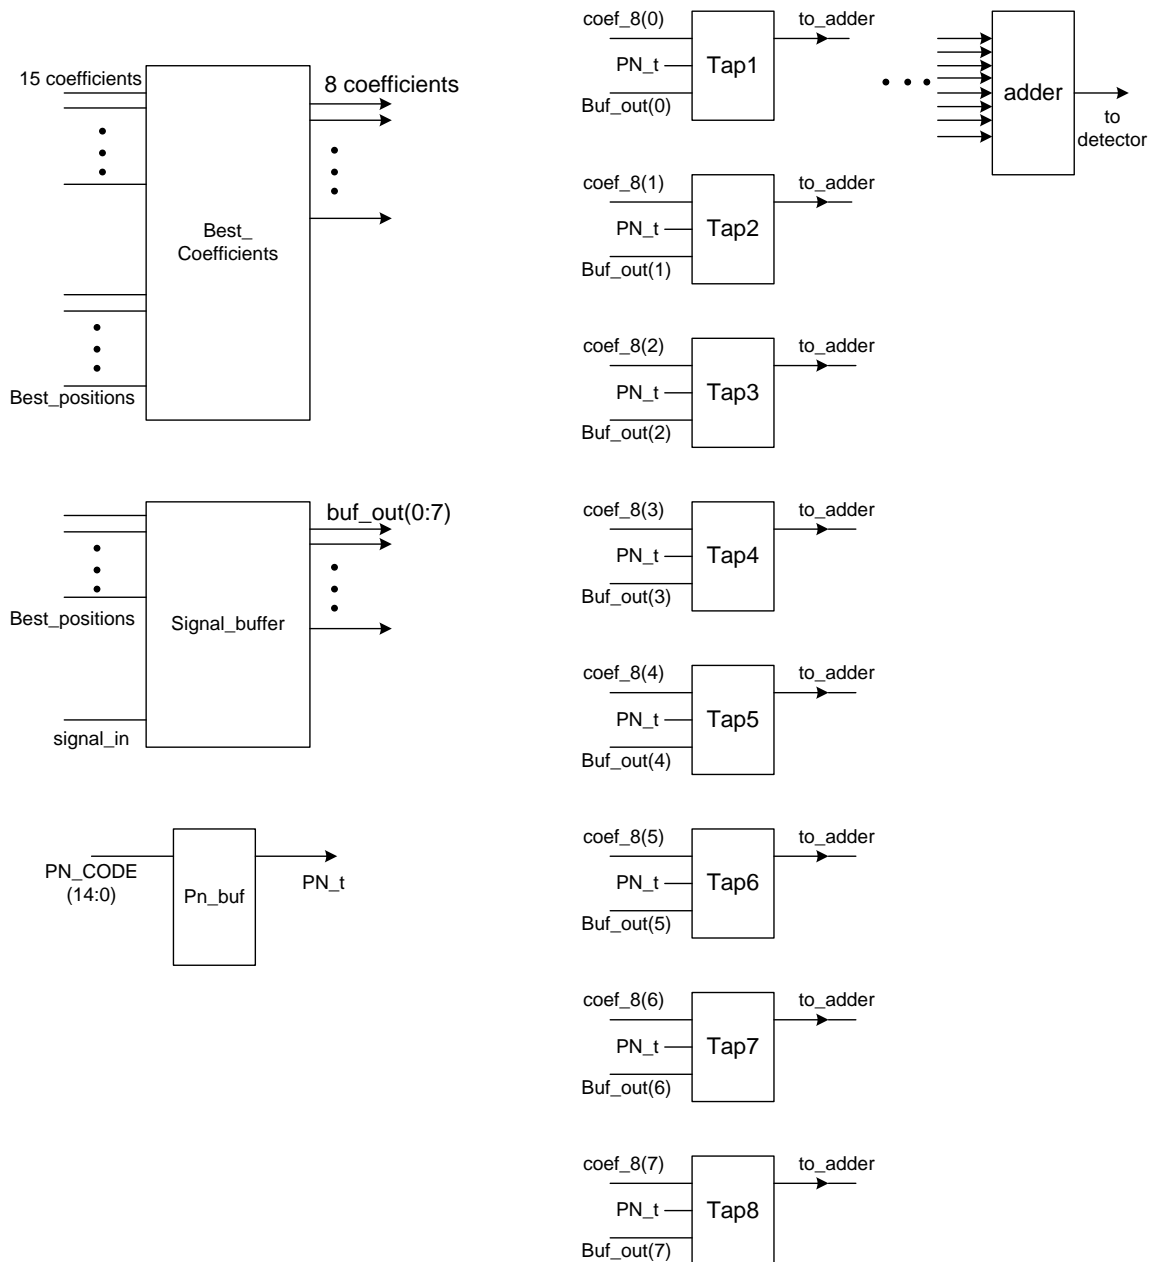 15 coefficients
8 coefficients
Best_
Coefficients
Best_positions
buf_out(0:7)
Best_positions
Signal_buffer
signal_in
PN_CODE
(14:0)
Pn_buf
PN_t
coef_8(0)
to_adder
PN_t
Tap1
Buf_out(0)
adder
to
detector
coef_8(1)
to_adder
PN_t
Tap2
Buf_out(1)
coef_8(2)
to_adder
PN_t
Tap3
Buf_out(2)
coef_8(3)
to_adder
PN_t
Tap4
Buf_out(3)
coef_8(4)
to_adder
PN_t
Tap5
Buf_out(4)
coef_8(5)
to_adder
PN_t
Tap6
Buf_out(5)
coef_8(6)
to_adder
PN_t
Tap7
Buf_out(6)
coef_8(7)
to_adder
PN_t
Tap8
Buf_out(7)